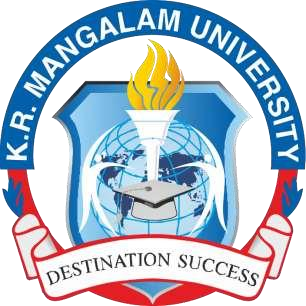 K.R. MANGALAM UNIVERSITY
DESTINATION SUCCESS